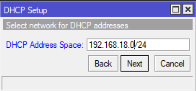 DHCP Setup
Select network for DHCP addresses
DHCP Address Space: 192.168.18.0/24
Back Next Cancel